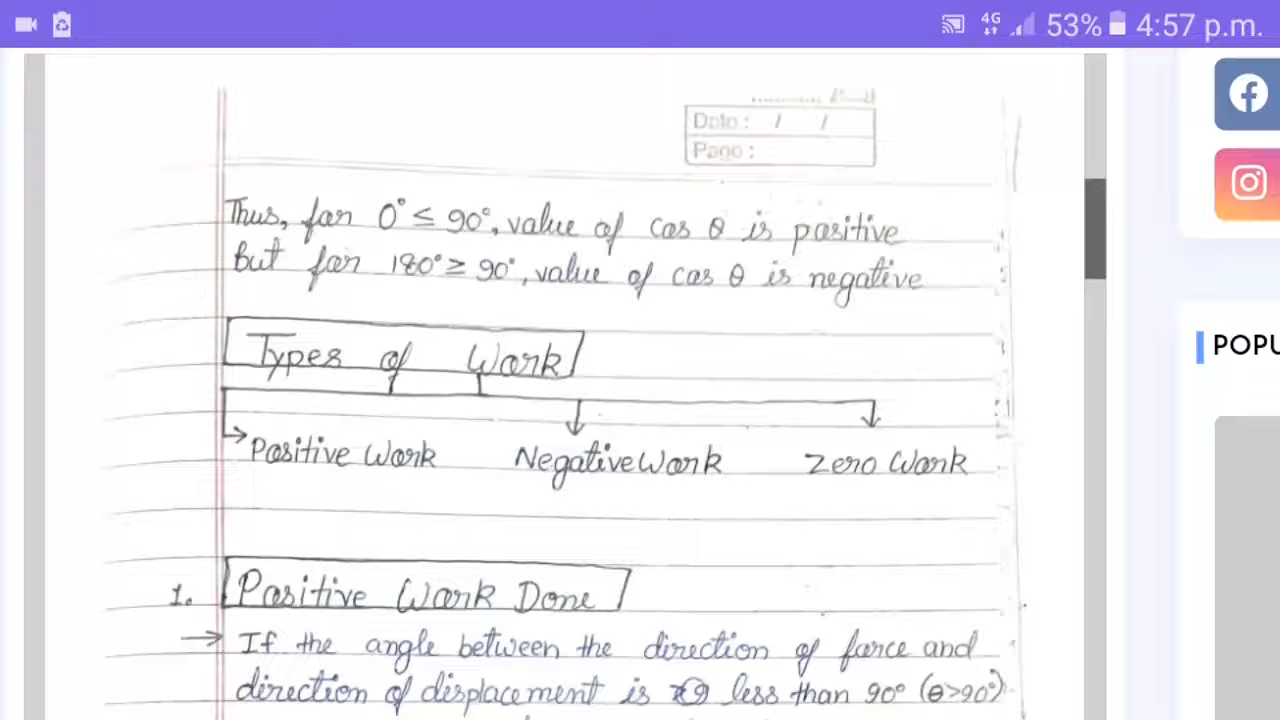 4G 53% 4:57 p.m.
Date: / /
Page:
Thus, for 0° ≤ 90°, value of cos θ is positive
but for 180° ≥ 90°, value of cos θ is negative
Types of Work
Positive Work Negative Work Zero Work
1. Positive Work Done
→ If the angle between the direction of force and
direction of displacement is less than 90° (θ>90°)
POPU